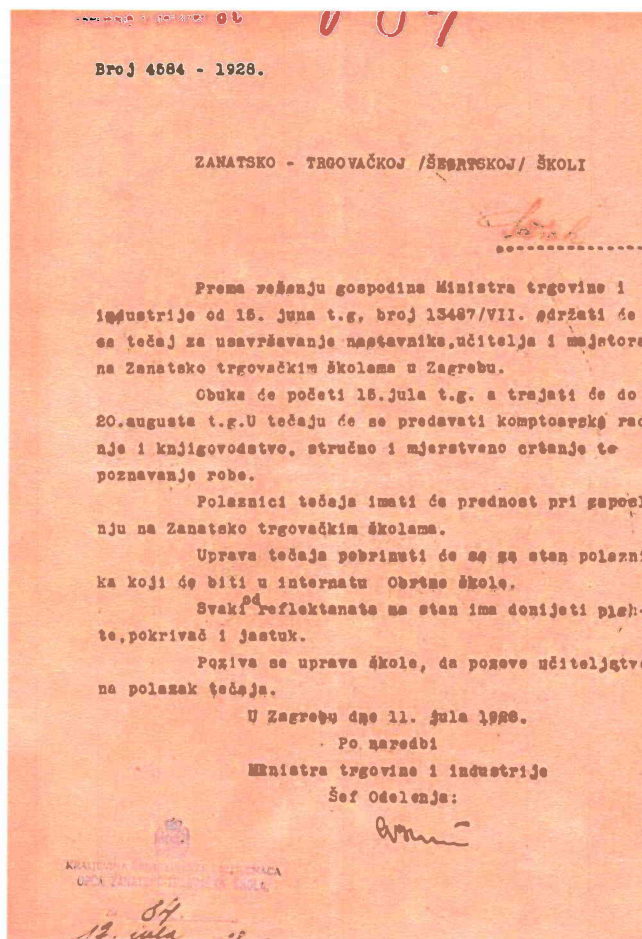 Broj 4584 - 1928.
ZANATSKO - TRGOVAČKOJ /ŠEGRTSKOJ/ ŠKOLI
Prema rešenju gospodina Ministra trgovine i
industrije od 15. juna t.g. broj 13487/VII. održati će
se tečaj za usavršavanje nastavnika,učitelja i majstora
na Zanatsko trgovačkim školama u Zagrebu.
Obuka će početi 15.jula t.g. a trajati će do
20.augusta t.g.U tečaju će se predavati komptoarske rad
nje i knjigovodstvo, stručno i mjerstveno crtanje te
poznavanje robe.
Polaznici tečaja imati će prednost pri zaposl
nju na Zanatsko trgovačkim školama.
Uprava tečaja pobrinuti će se za stan polazni
ka koji će biti u internatu Obrtne škole.
Svaki od reflektanata na stan ima donijeti plah-
te,pokrivač i jastuk.
Poziva se uprava škole, da pozove učiteljstvo
na polazak tečaja.
U Zagrebu dne 11. jula 1928.
Po naredbi
Ministra trgovine i industrije
Šef Odelenja:
OPĆA ZANATSKO TRGOVAČKA ŠKOLA
84.
12. jula